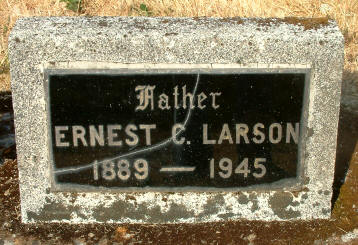 Father
ERNEST C. LARSON
1889 — 1945